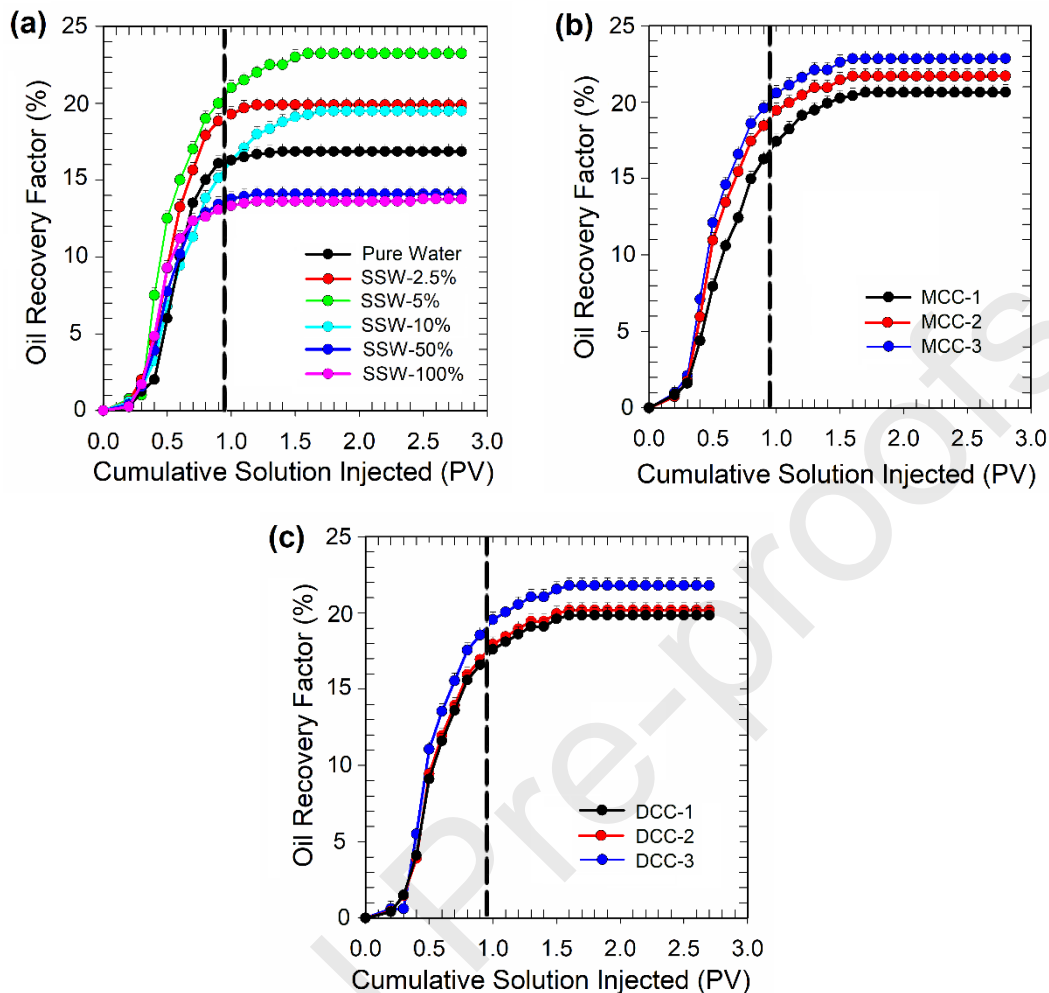 (a)
25
20
15
10
5
0
Oil Recovery Factor (%)
Pure Water
SSW-2.5%
SSW-5%
SSW-10%
SSW-50%
SSW-100%
0.0 0.5 1.0 1.5 2.0 2.5 3.0
Cumulative Solution Injected (PV)
(b)
25
20
15
10
5
0
Oil Recovery Factor (%)
MCC-1
MCC-2
MCC-3
0.0 0.5 1.0 1.5 2.0 2.5 3.0
Cumulative Solution Injected (PV)
(c)
25
20
15
10
5
0
Oil Recovery Factor (%)
DCC-1
DCC-2
DCC-3
0.0 0.5 1.0 1.5 2.0 2.5 3.0
Cumulative Solution Injected (PV)
Pre-proofs